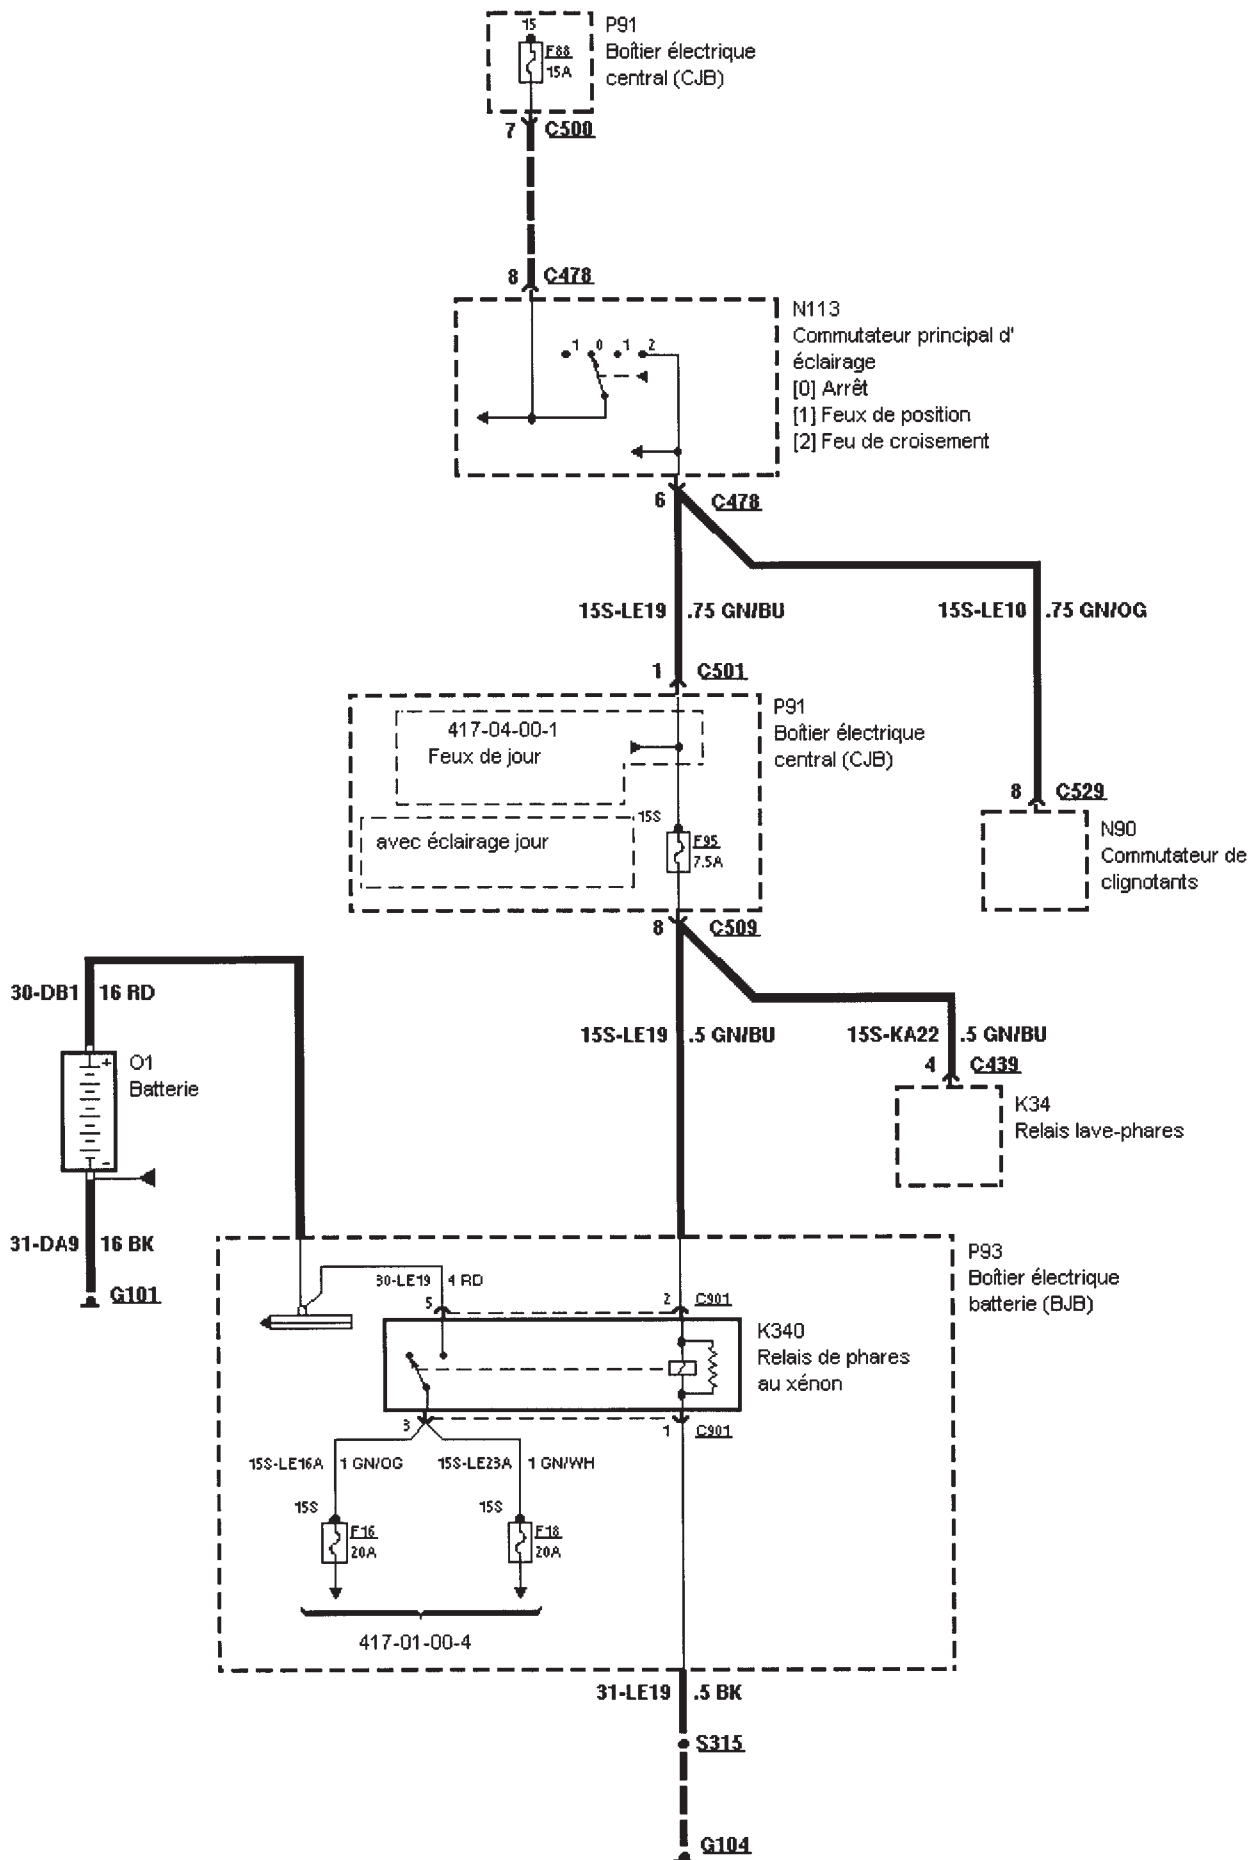 15
P91
Boîtier électrique
central (CJB)
F88
15A
7
C500
8
C478
N113
Commutateur principal d'
éclairage
[0] Arrêt
[1] Feux de position
[2] Feu de croisement
1 0 1 2
6
C478
15S-LE19
.75 GN/BU
15S-LE10
.75 GN/OG
1
C501
P91
Boîtier électrique
central (CJB)
417-04-00-1
Feux de jour
15S
avec éclairage jour
F95
7.5A
8
C529
N90
Commutateur de
clignotants
8
C509
30-DB1
16 RD
15S-LE19
.5 GN/BU
15S-KA22
.5 GN/BU
4
C439
+
O1
Batterie
-
K34
Relais lave-phares
31-DA9
16 BK
G101
P93
Boîtier électrique
batterie (BJB)
30-LE19
4 RD
5
2
C901
K340
Relais de phares
au xénon
3
1
C901
15S-LE16A
1 GN/OG
15S-LE23A
1 GN/WH
15S
15S
F16
20A
F18
20A
417-01-00-4
31-LE19
.5 BK
S315
G104